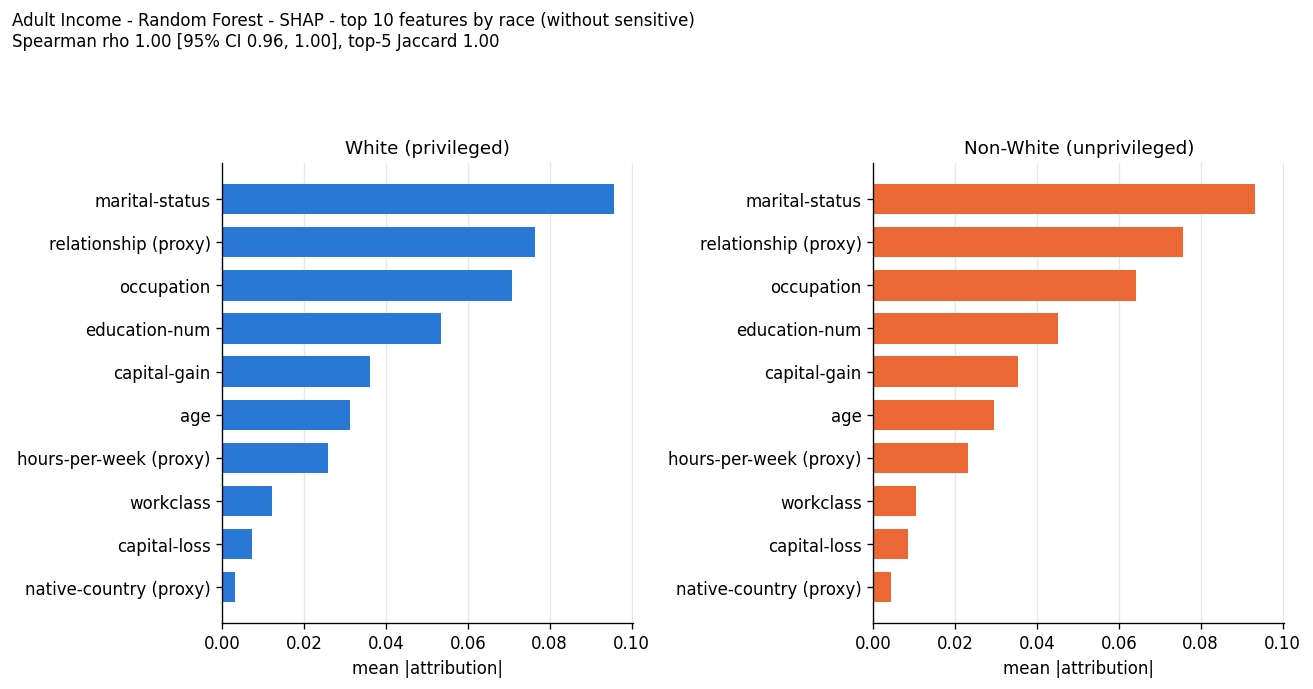 Adult Income - Random Forest - SHAP - top 10 features by race (without sensitive)
Spearman rho 1.00 [95% CI 0.96, 1.00], top-5 Jaccard 1.00
White (privileged)
marital-status
relationship (proxy)
occupation
education-num
capital-gain
age
hours-per-week (proxy)
workclass
capital-loss
native-country (proxy)
0.00 0.02 0.04 0.06 0.08 0.10
mean |attribution|
Non-White (unprivileged)
marital-status
relationship (proxy)
occupation
education-num
capital-gain
age
hours-per-week (proxy)
workclass
capital-loss
native-country (proxy)
0.00 0.02 0.04 0.06 0.08 0.10
mean |attribution|